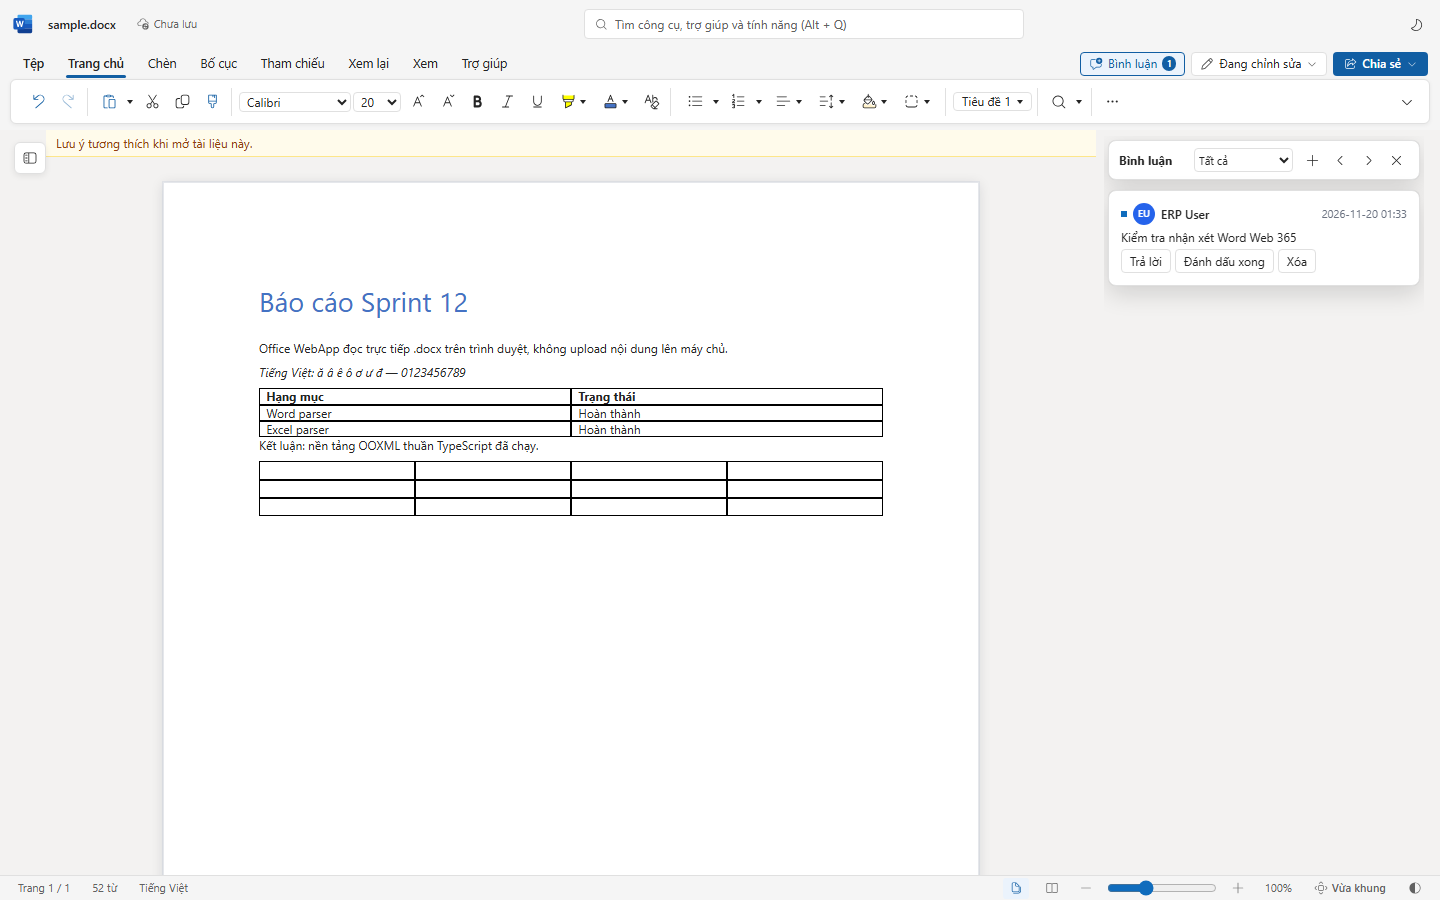 sample.docx
Chưa lưu
Tìm công cụ, trợ giúp và tính năng (Alt + Q)
Tệp
Trang chủ
Chèn
Bố cục
Tham chiếu
Xem lại
Xem
Trợ giúp
Bình luận 1
Đang chỉnh sửa
Chia sẻ
Calibri
20
Tiêu đề 1
Lưu ý tương thích khi mở tài liệu này.
Báo cáo Sprint 12
Office WebApp đọc trực tiếp .docx trên trình duyệt, không upload nội dung lên máy chủ.
Tiếng Việt: ă â ê ô ơ ư đ — 0123456789
Hạng mục Trạng thái
Word parser Hoàn thành
Excel parser Hoàn thành
Kết luận: nền tảng OOXML thuần TypeScript đã chạy.
Bình luận
Tất cả
EU ERP User 2026-11-20 01:33
Kiểm tra nhận xét Word Web 365
Trả lời Đánh dấu xong Xóa
Trang 1 / 1 52 từ Tiếng Việt
100% Vừa khung